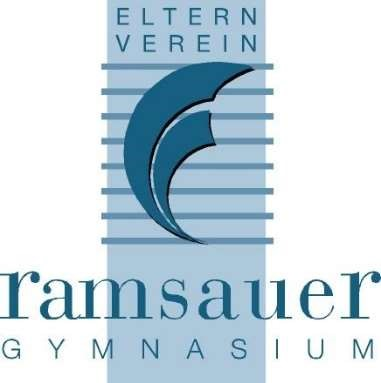 ELTERN
VEREIN
ramsauer
GYMNASIUM